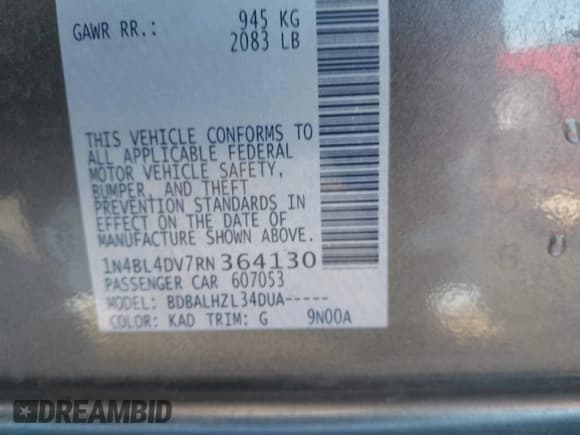 GAWR RR.: 945 KG
2083 LB
THIS VEHICLE CONFORMS TO
ALL APPLICABLE FEDERAL
MOTOR VEHICLE SAFETY,
BUMPER, AND THEFT
PREVENTION STANDARDS IN
EFFECT ON THE DATE OF
MANUFACTURE SHOWN ABOVE.
1N4BL4DV7RN364130
PASSENGER CAR 607053
MODEL: BDBALHZL34DUA-----
COLOR: KAD TRIM: G 9N00A
DREAMBID